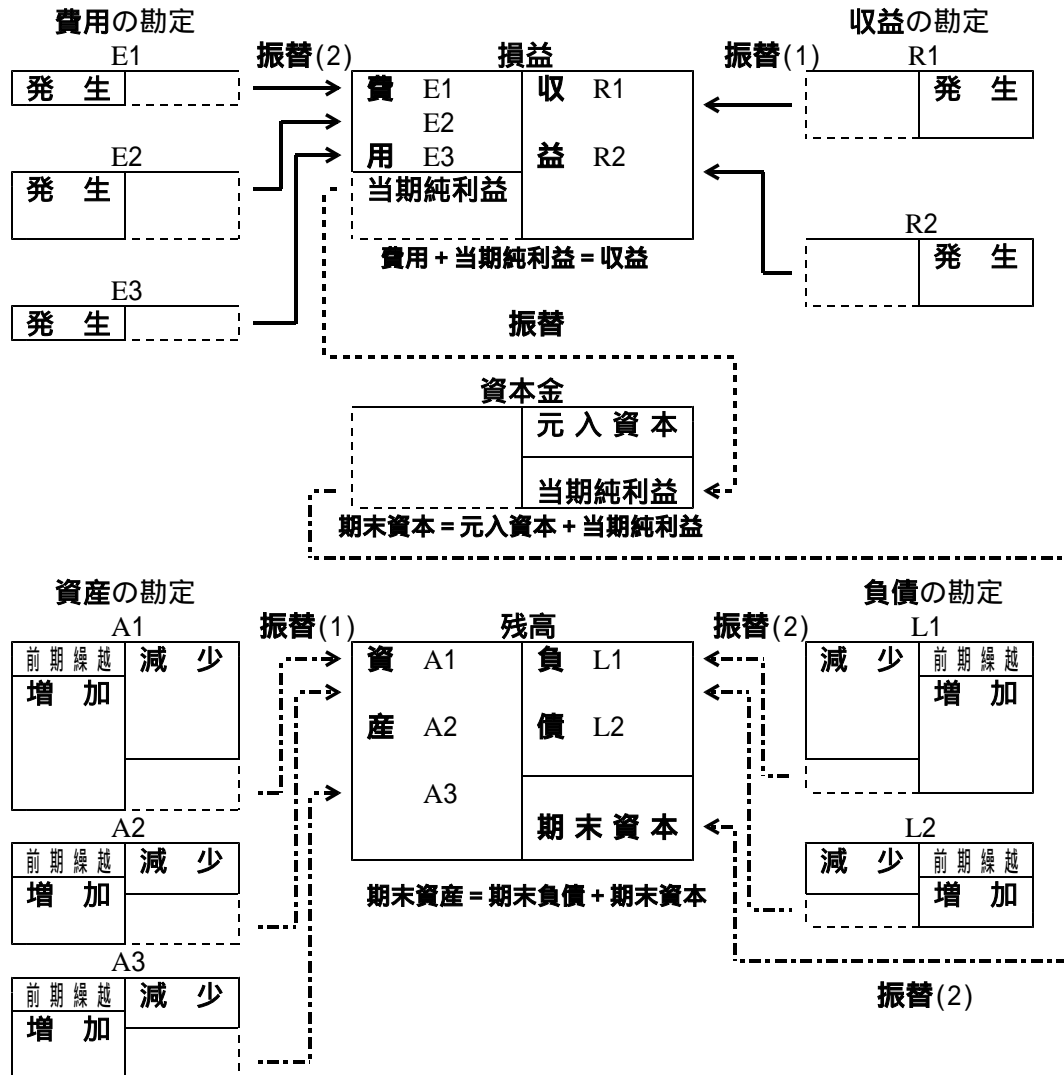 費用の勘定
収益の勘定
E1
振替(2)
損益
振替(1)
R1
発 生
費 E1
収 R1
発 生
E2
E2
用 E3
益 R2
発 生
当期純利益
R2
費用+当期純利益=収益
発 生
E3
発 生
振替
資本金
元入資本
当期純利益
期末資本=元入資本+当期純利益
資産の勘定
負債の勘定
A1
振替(1)
残高
振替(2)
L1
前期繰越
減 少
資 A1
負 L1
減 少
前期繰越
増 加
増 加
産 A2
債 L2
A3
A2
期末資本
L2
前期繰越
減 少
減 少
前期繰越
増 加
期末資産=期末負債+期末資本
増 加
A3
前期繰越
減 少
振替(2)
増 加